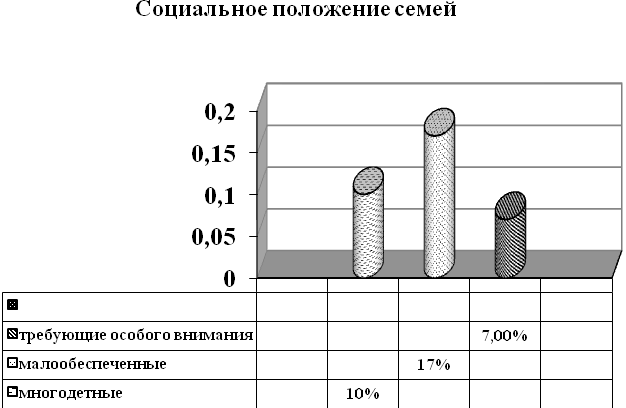 Социальное положение семей
0,2
0,15
0,1
0,05
0
требующие особого внимания 7,00%
малообеспеченные 17%
многодетные 10%